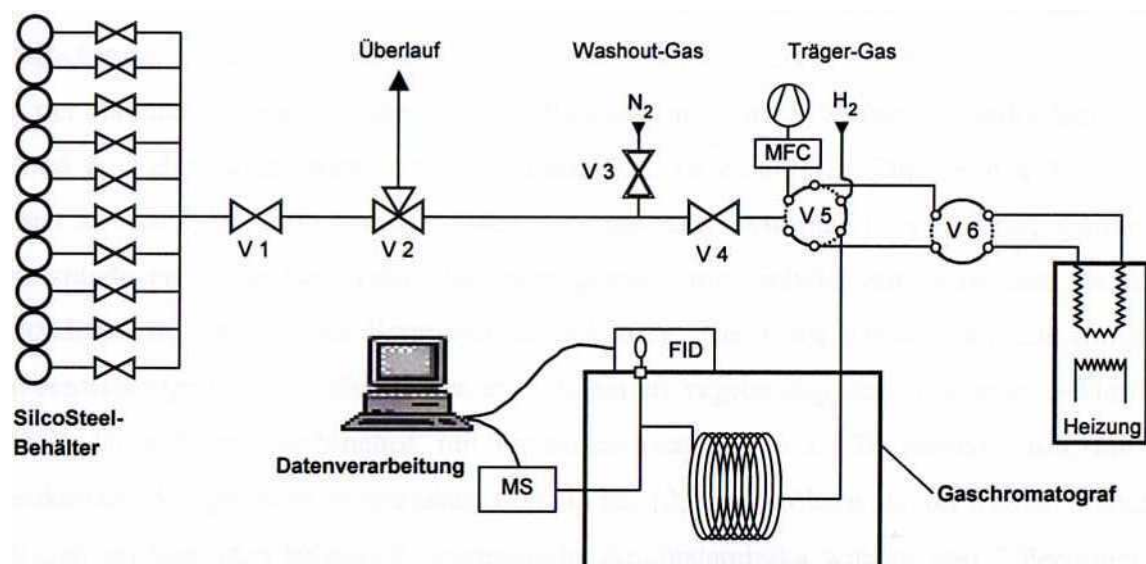 Überlauf
Washout-Gas
Träger-Gas
N2
H2
MFC
V 3
V 5
V 1
V 2
V 4
V 6
FID
SilcoSteel-
Behälter
Datenverarbeitung
MS
Heizung
Gaschromatograf